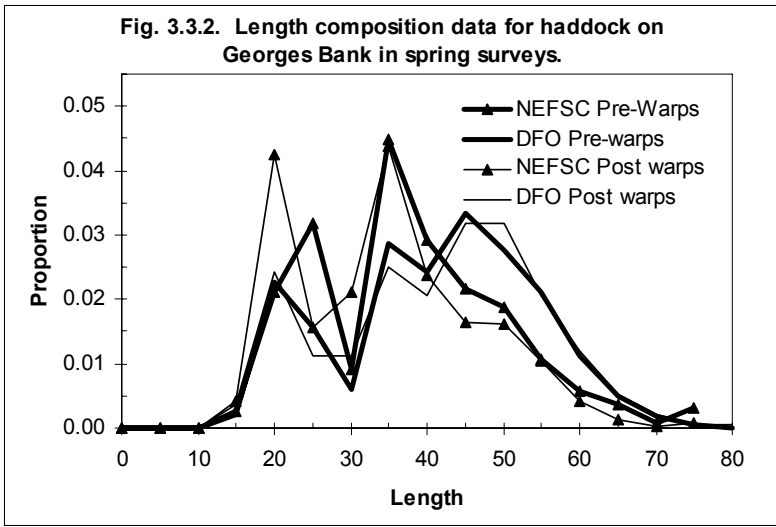 Fig. 3.3.2.  Length composition data for haddock on
Georges Bank in spring surveys.
NEFSC Pre-Warps
DFO Pre-warps
NEFSC Post warps
DFO Post warps
Proportion
0.05
0.04
0.03
0.02
0.01
0.00
0 10 20 30 40 50 60 70 80
Length